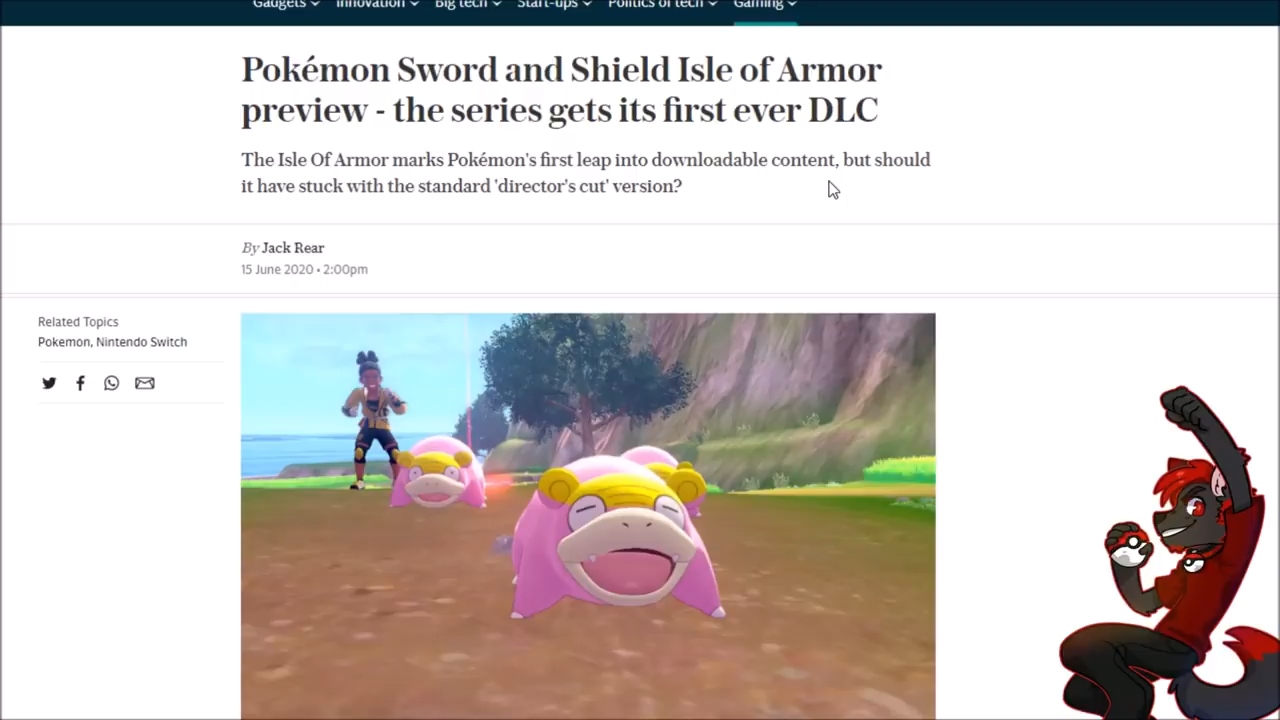 Gadgets Innovation Big tech Start-ups Politics of tech Gaming
Pokémon Sword and Shield Isle of Armor
preview - the series gets its first ever DLC
The Isle Of Armor marks Pokémon's first leap into downloadable content, but should
it have stuck with the standard 'director's cut' version?
By Jack Rear
15 June 2020 • 2:00pm
Related Topics
Pokemon, Nintendo Switch